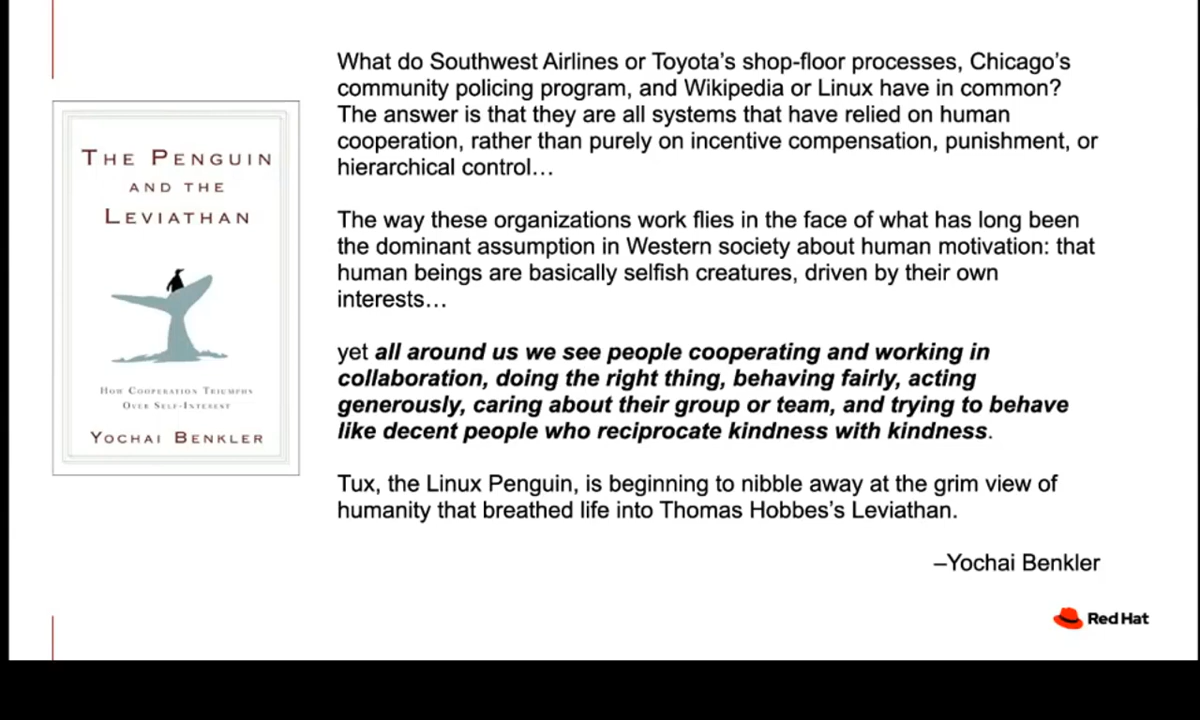 THE PENGUIN
AND THE
LEVIATHAN
HOW COOPERATION TRIUMPHS
OVER SELF-INTEREST
YOCHAI BENKLER
What do Southwest Airlines or Toyota’s shop-floor processes, Chicago’s
community policing program, and Wikipedia or Linux have in common?
The answer is that they are all systems that have relied on human
cooperation, rather than purely on incentive compensation, punishment, or
hierarchical control…
The way these organizations work flies in the face of what has long been
the dominant assumption in Western society about human motivation: that
human beings are basically selfish creatures, driven by their own
interests…
yet all around us we see people cooperating and working in
collaboration, doing the right thing, behaving fairly, acting
generously, caring about their group or team, and trying to behave
like decent people who reciprocate kindness with kindness.
Tux, the Linux Penguin, is beginning to nibble away at the grim view of
humanity that breathed life into Thomas Hobbes’s Leviathan.
–Yochai Benkler
Red Hat